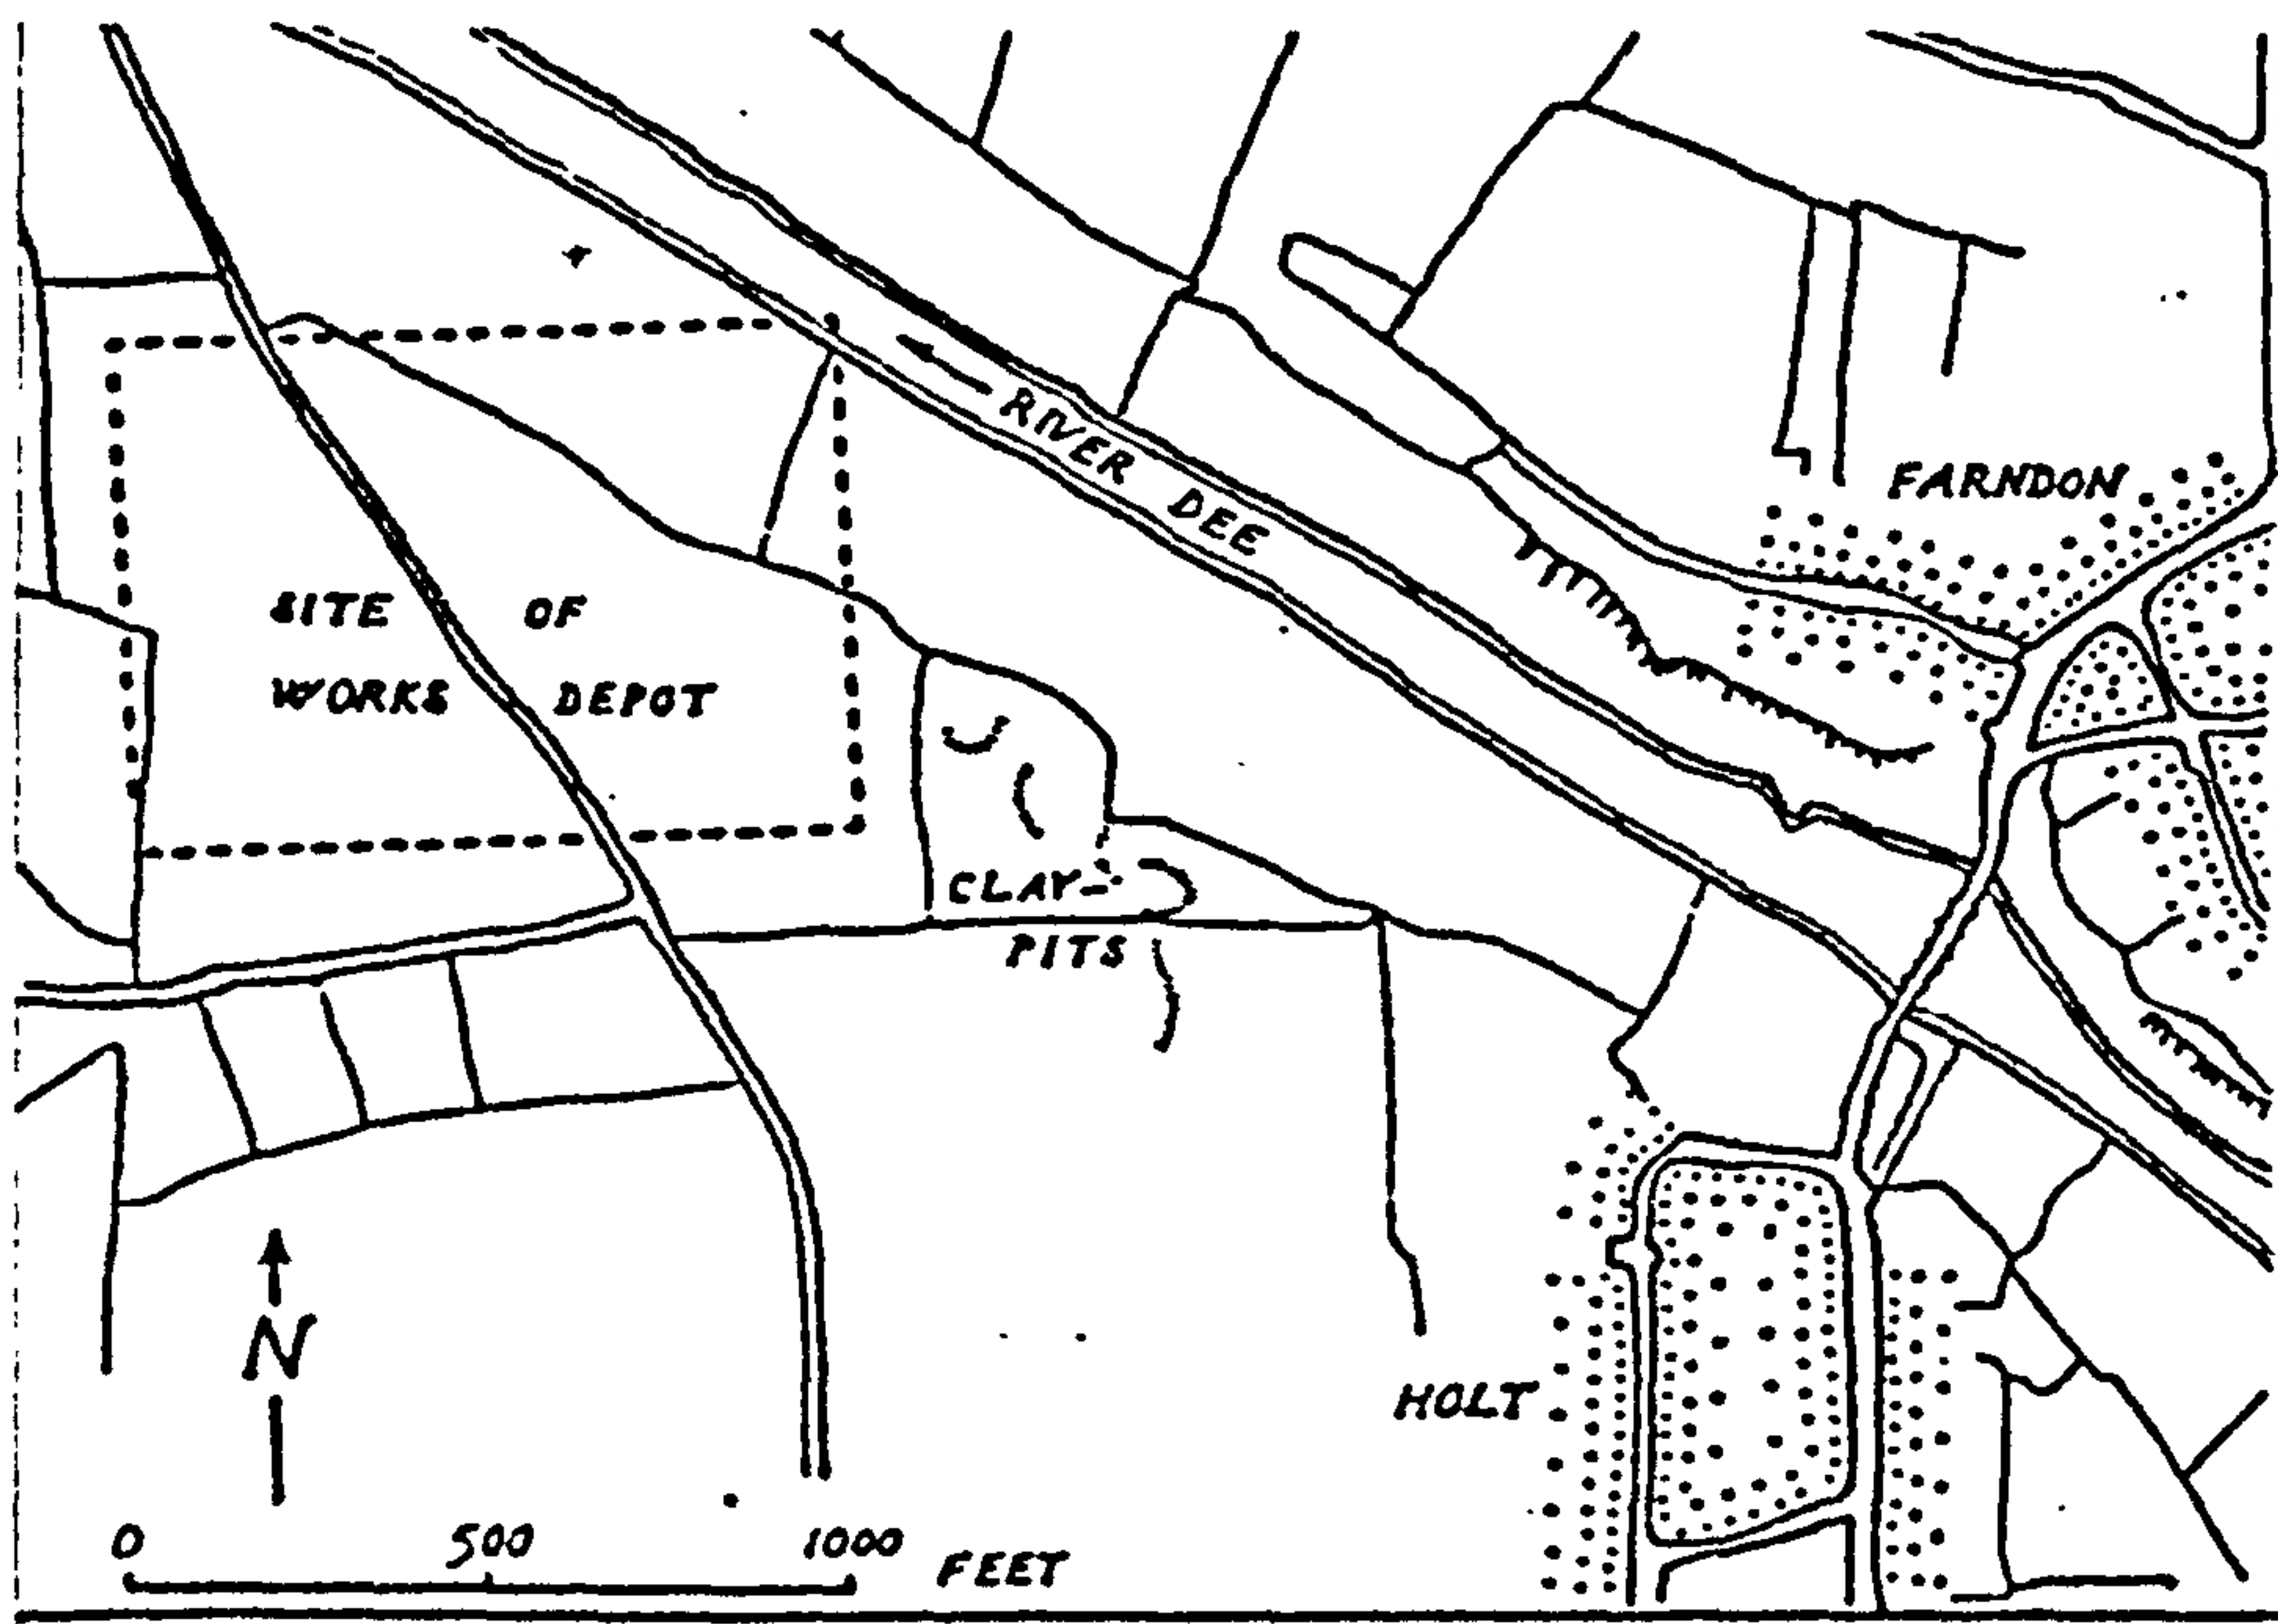 RIVER DEE
FARNDON
SITE OF
WORKS DEPOT
CLAY-
PITS
N
HOLT
0 500 1000 FEET